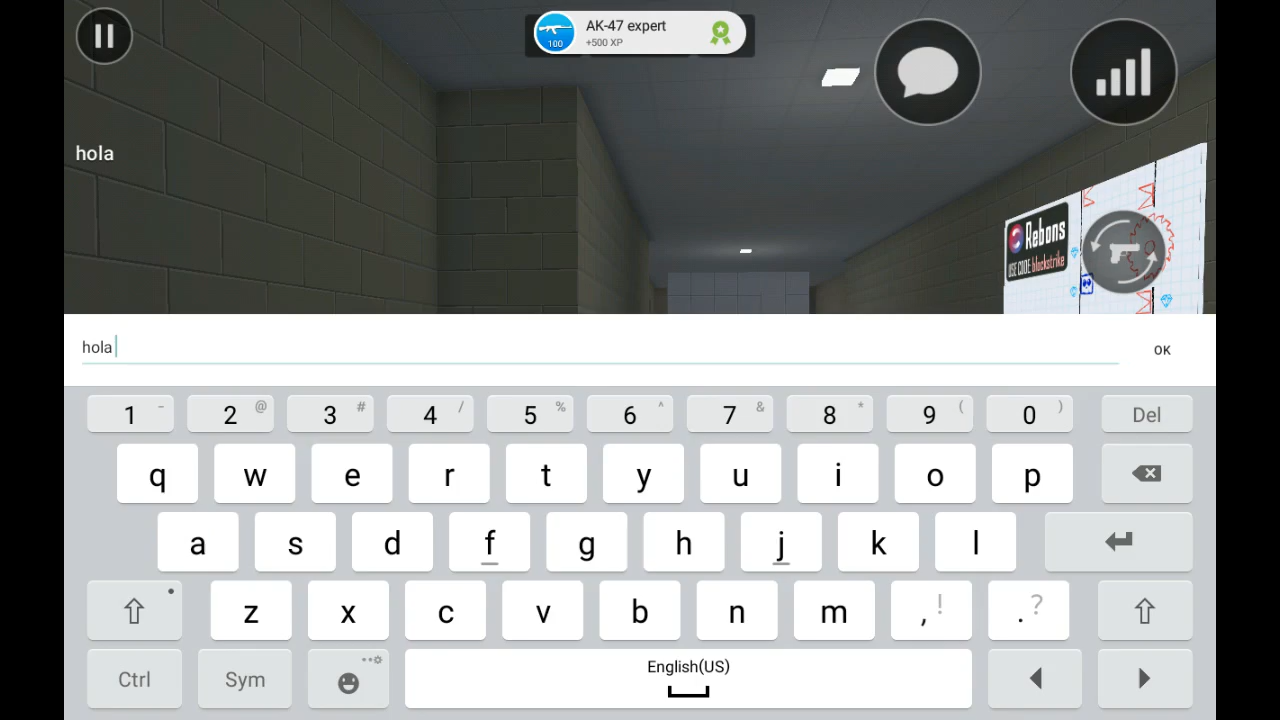 AK-47 expert
100
+500 XP
hola
Rebons
USE CODE: blockstrike
hola
OK
1 - 2 @ 3 # 4 / 5 % 6 ^ 7 & 8 * 9 ( 0 ) Del
q w e r t y u i o p
a s d f g h j k l
z x c v b n m , ! . ?
Ctrl Sym English(US)